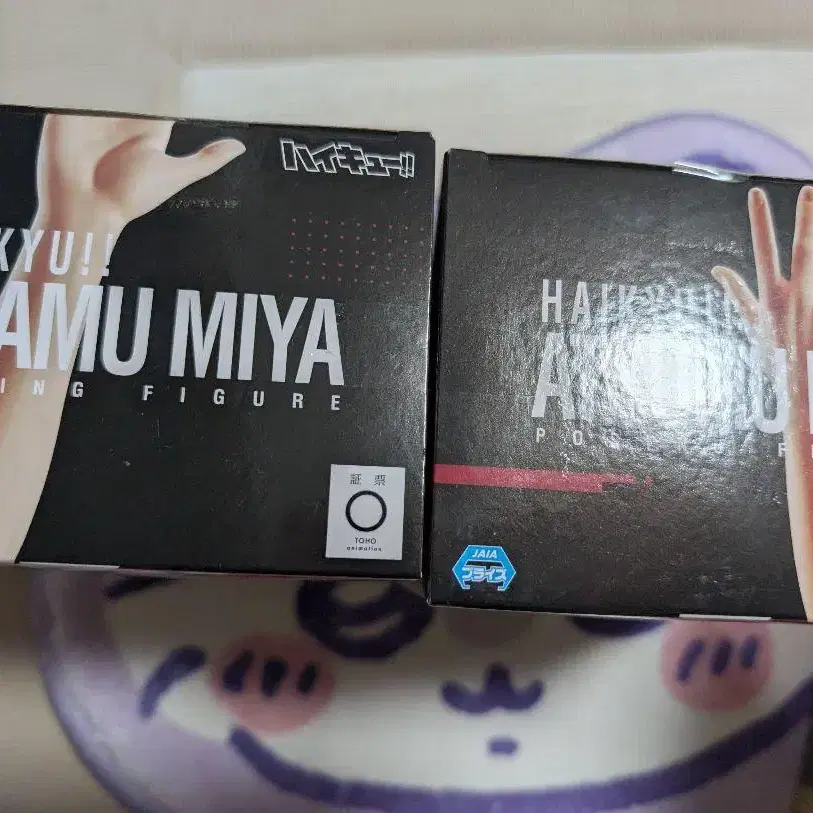 ハイキュー!!
KYU!!
AMU MIYA
ING FIGURE
証票
TOHO
animation
HAIKYU!!
A
PO
JAIA
プライズ